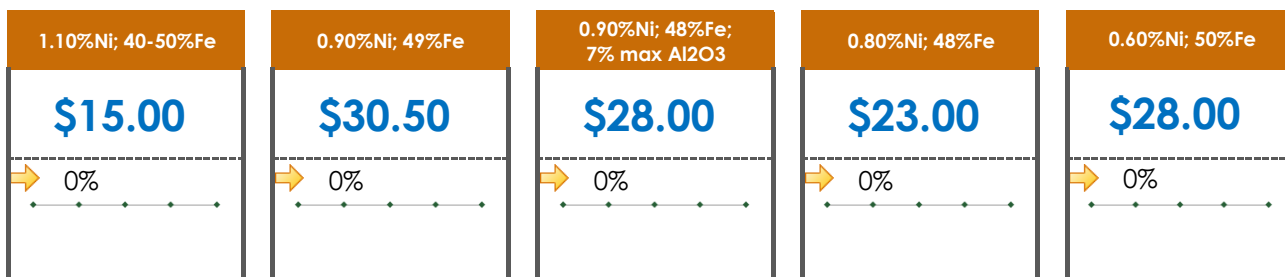 1.10%Ni; 40-50%Fe
$15.00
0%
0.90%Ni; 49%Fe
$30.50
0%
0.90%Ni; 48%Fe;
7% max Al2O3
$28.00
0%
0.80%Ni; 48%Fe
$23.00
0%
0.60%Ni; 50%Fe
$28.00
0%